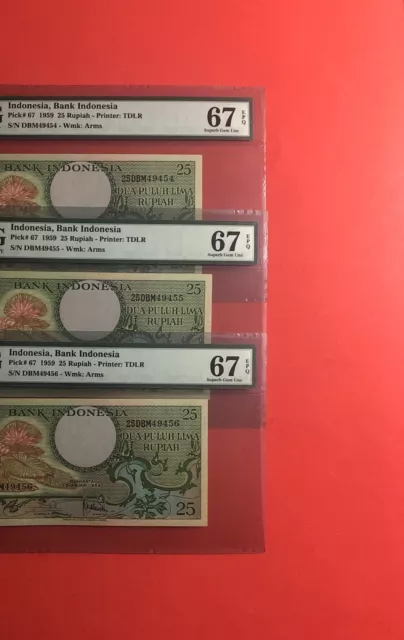 Indonesia, Bank Indonesia
Pick# 67 1959 25 Rupiah - Printer: TDLR
S/N DBM49454 - Wmk: Arms
67 EPQ
Superb Gem Unc
BANK INDONESIA 25
25DBM49454
DUA PULUH LIMA
RUPIAH
Indonesia, Bank Indonesia
Pick# 67 1959 25 Rupiah - Printer: TDLR
S/N DBM49455 - Wmk: Arms
67 EPQ
Superb Gem Unc
BANK INDONESIA 25
25DBM49455
DUA PULUH LIMA
RUPIAH
Indonesia, Bank Indonesia
Pick# 67 1959 25 Rupiah - Printer: TDLR
S/N DBM49456 - Wmk: Arms
67 EPQ
Superb Gem Unc
BANK INDONESIA 25
25DBM49456
DUA PULUH LIMA
RUPIAH
M49456
25